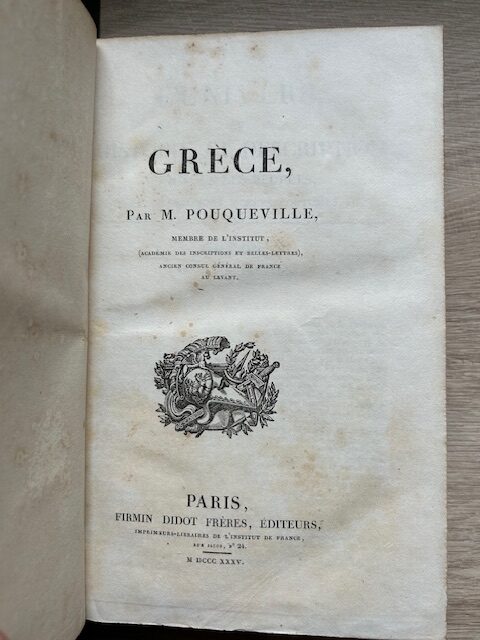 GRÈCE,
PAR M. POUQUEVILLE,
MEMBRE DE L'INSTITUT,
(ACADÉMIE DES INSCRIPTIONS ET BELLES-LETTRES),
ANCIEN CONSUL GÉNÉRAL DE FRANCE
AU LEVANT.
PARIS,
FIRMIN DIDOT FRÈRES, ÉDITEURS,
IMPRIMEURS-LIBRAIRES DE L'INSTITUT DE FRANCE,
RUE JACOB, N° 24.
M DCCC XXXV.